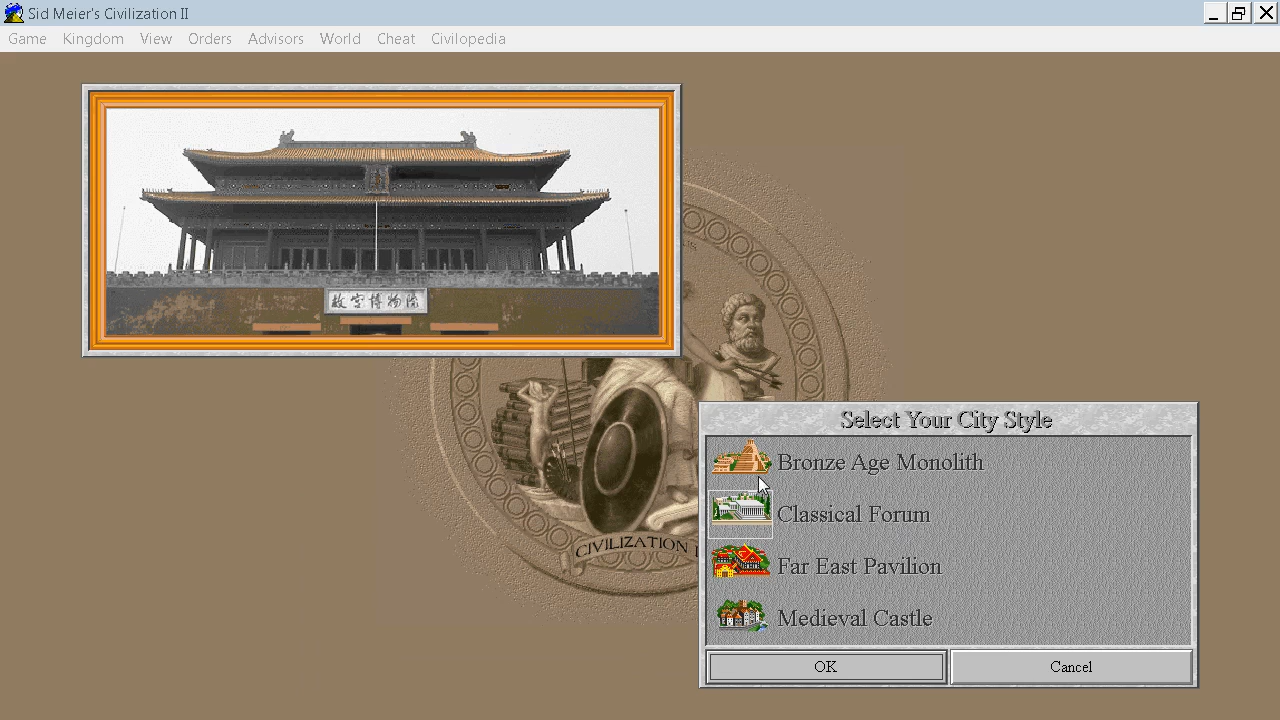 Sid Meier's Civilization II
Game Kingdom View Orders Advisors World Cheat Civilopedia
故宫博物院
CIVILIZATION I
Select Your City Style
Bronze Age Monolith
Classical Forum
Far East Pavilion
Medieval Castle
OK Cancel